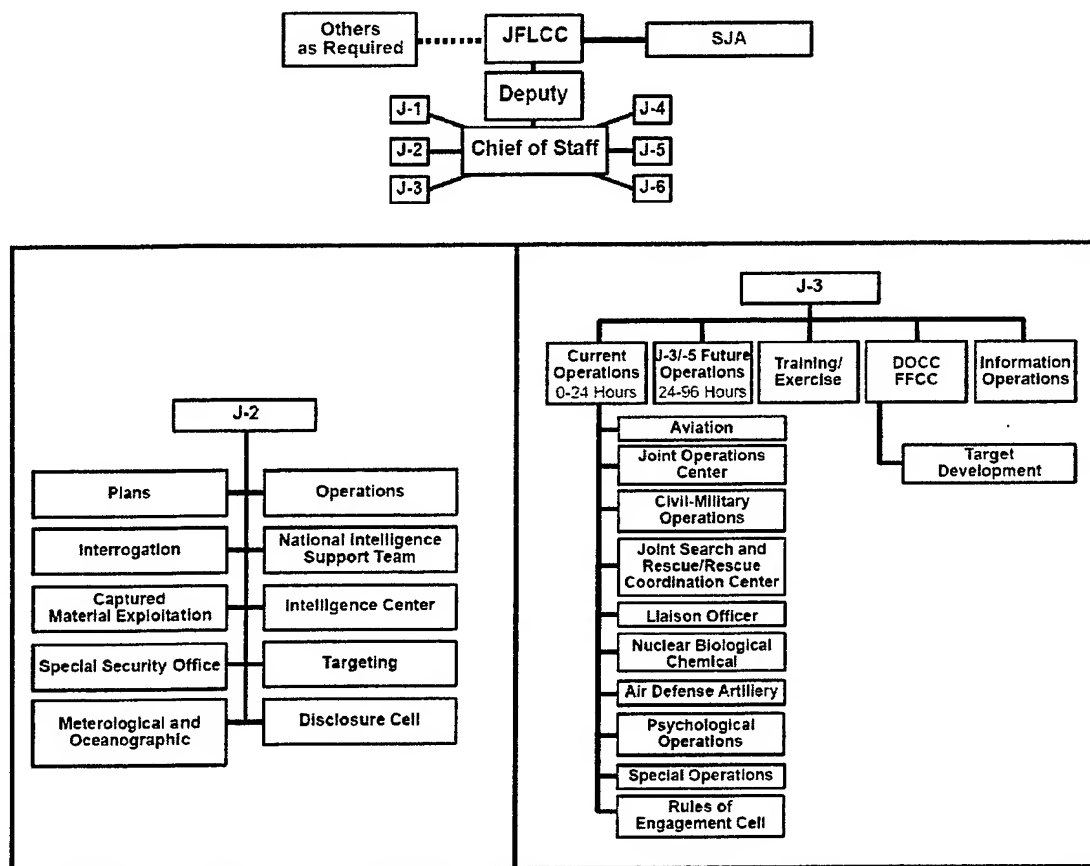 Others
as Required
JFLCC
SJA
Deputy
J-1
J-4
J-2
Chief of Staff
J-5
J-3
J-6
J-2
Plans
Operations
Interrogation
National Intelligence
Support Team
Captured
Material Exploitation
Intelligence Center
Special Security Office
Targeting
Meterological and
Oceanographic
Disclosure Cell
J-3
Current
Operations
0-24 Hours
J-3/-5 Future
Operations
24-96 Hours
Training/
Exercise
DOCC
FFCC
Information
Operations
Aviation
Joint Operations
Center
Civil-Military
Operations
Joint Search and
Rescue/Rescue
Coordination Center
Liaison Officer
Nuclear Biological
Chemical
Air Defense Artillery
Psychological
Operations
Special Operations
Rules of
Engagement Cell
Target
Development